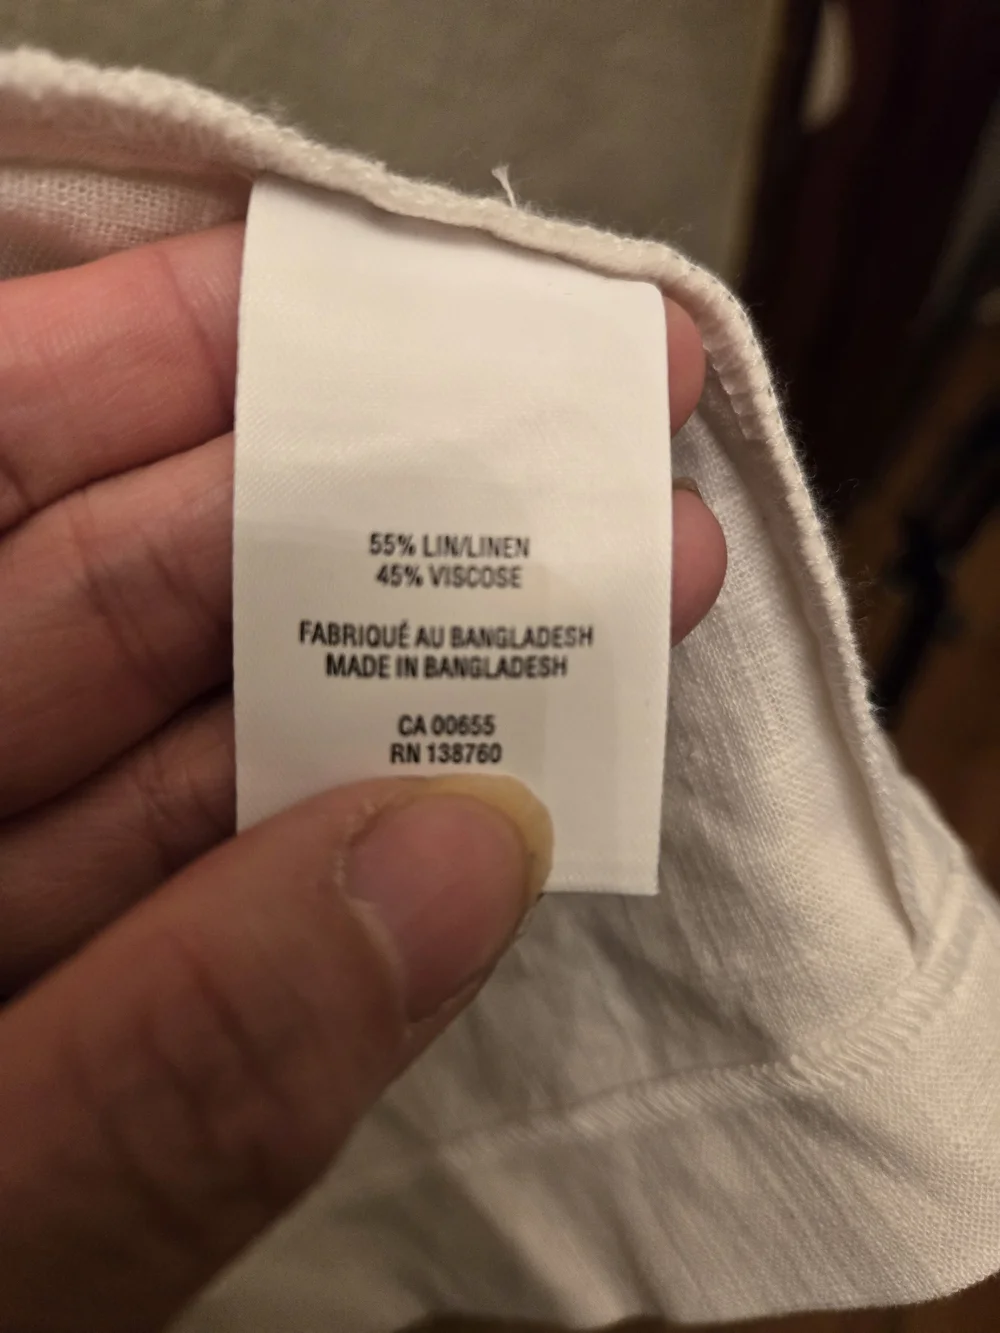 55% LIN/LINEN
45% VISCOSE
FABRIQUÉ AU BANGLADESH
MADE IN BANGLADESH
CA 00655
RN 138760